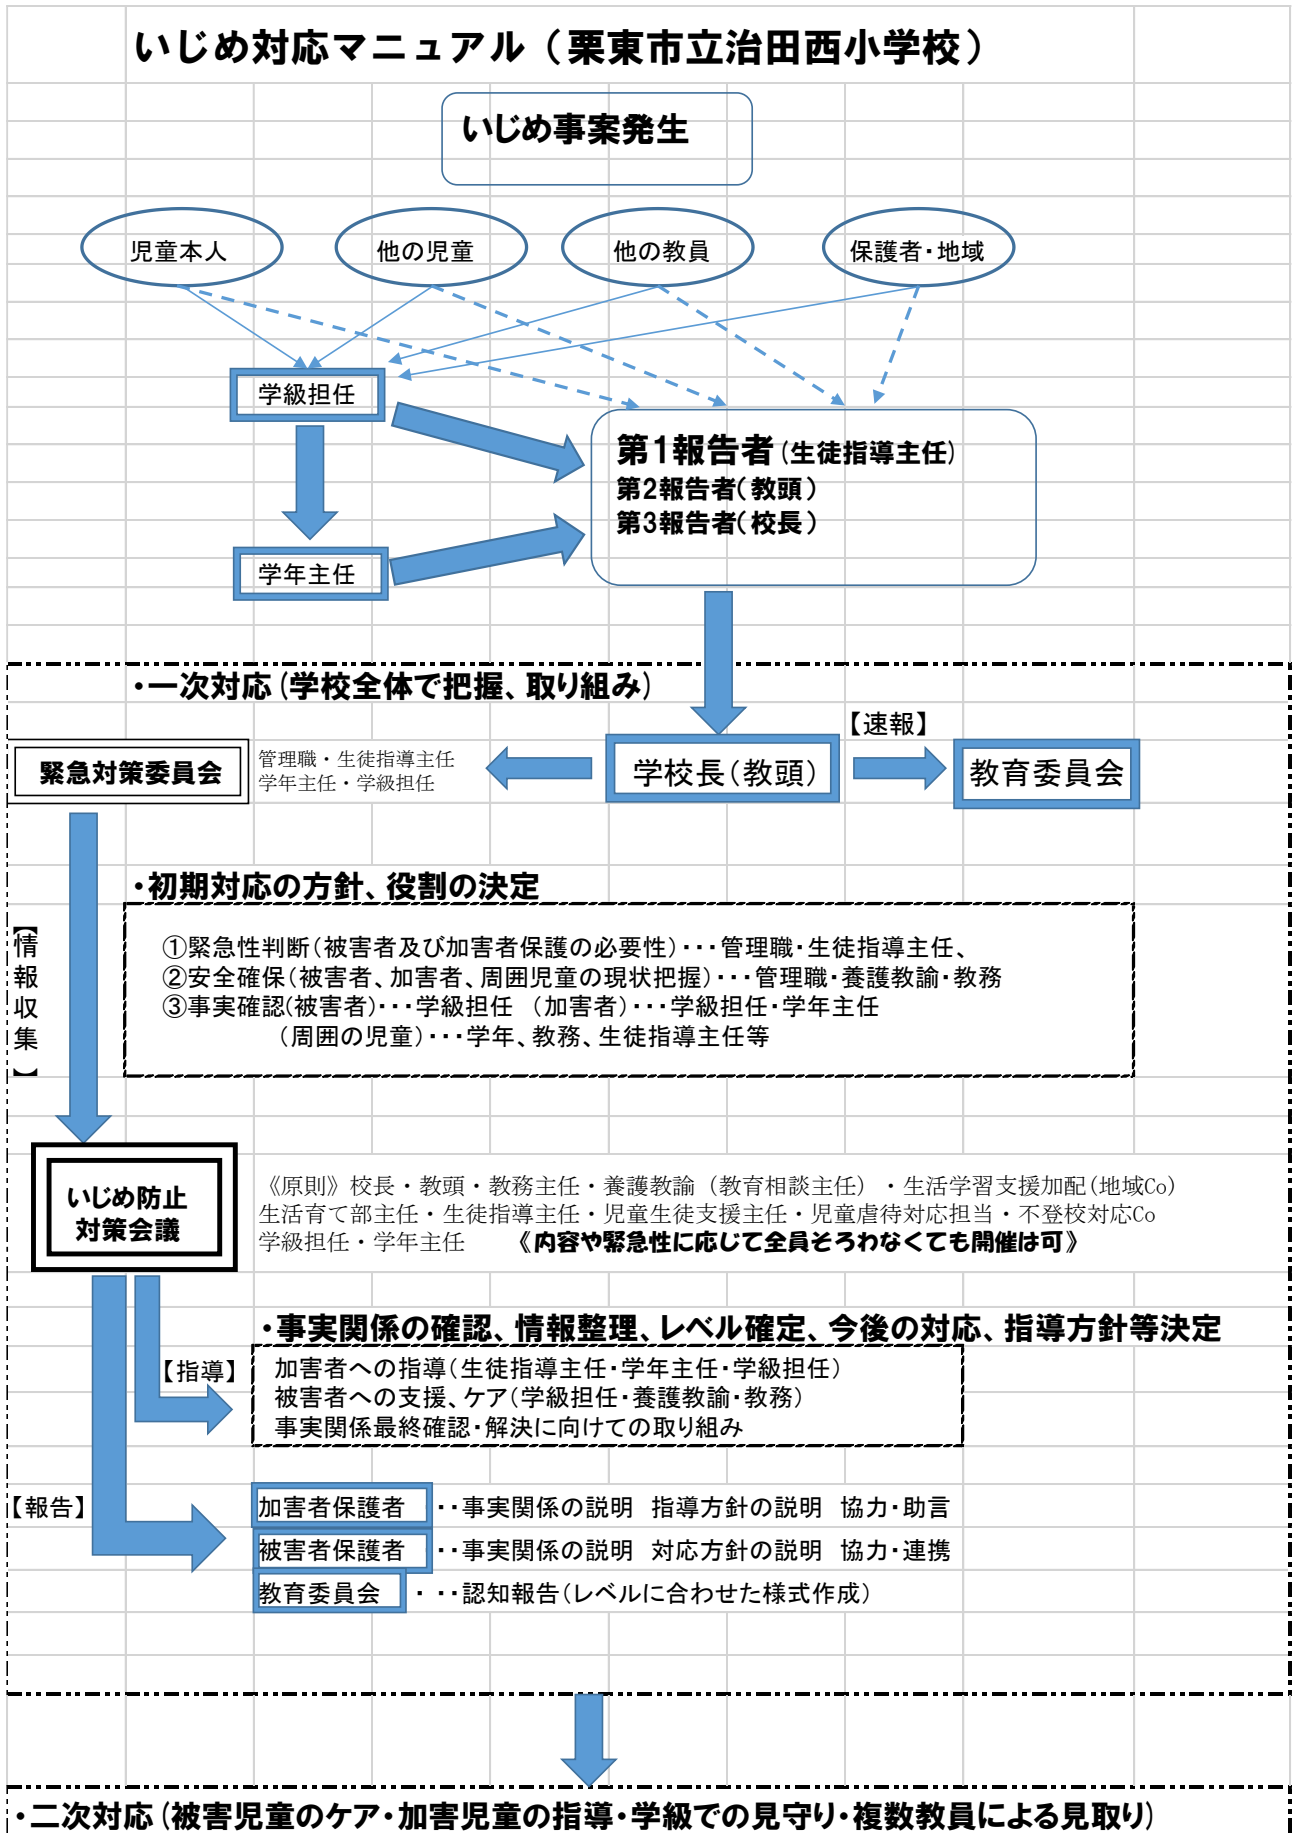 いじめ対応マニュアル（栗東市立治田西小学校）
いじめ事案発生
児童本人
他の児童
他の教員
保護者・地域
学級担任
第1報告者(生徒指導主任)
第2報告者(教頭)
第3報告者(校長)
学年主任
・一次対応(学校全体で把握、取り組み)
【速報】
緊急対策委員会
管理職・生徒指導主任
学年主任・学級担任
学校長(教頭)
教育委員会
・初期対応の方針、役割の決定
【情報収集】
①緊急性判断(被害者及び加害者保護の必要性)・・・管理職・生徒指導主任、
②安全確保(被害者、加害者、周囲児童の現状把握)・・・管理職・養護教諭・教務
③事実確認(被害者)・・・学級担任　(加害者)・・・学級担任・学年主任
(周囲の児童)・・・学年、教務、生徒指導主任等
いじめ防止
対策会議
《原則》校長・教頭・教務主任・養護教諭（教育相談主任）・生活学習支援加配(地域Co)
生活育て部主任・生徒指導主任・児童生徒支援主任・児童虐待対応担当・不登校対応Co
学級担任・学年主任　　《内容や緊急性に応じて全員そろわなくても開催は可》
・事実関係の確認、情報整理、レベル確定、今後の対応、指導方針等決定
【指導】
加害者への指導(生徒指導主任・学年主任・学級担任)
被害者への支援、ケア(学級担任・養護教諭・教務)
事実関係最終確認・解決に向けての取り組み
【報告】
加害者保護者　・・事実関係の説明　指導方針の説明　協力・助言
被害者保護者　・・事実関係の説明　対応方針の説明　協力・連携
教育委員会　・・・認知報告(レベルに合わせた様式作成)
・二次対応(被害児童のケア・加害児童の指導・学級での見守り・複数教員による見取り)